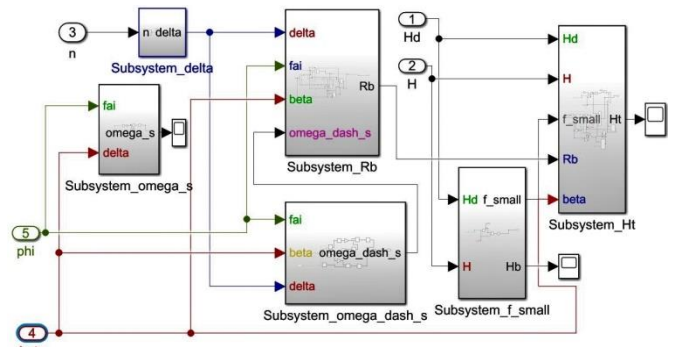 3
n
n delta
Subsystem_delta
fai
delta
omega_s
Subsystem_omega_s
5
phi
4
delta
fai
beta
omega_dash_s
Rb
Subsystem_Rb
fai
beta
delta
omega_dash_s
Subsystem_omega_dash_s
1
Hd
2
H
Hd
H
f_small
Hb
Subsystem_f_small
Hd
H
f_small
Rb
beta
Ht
Subsystem_Ht